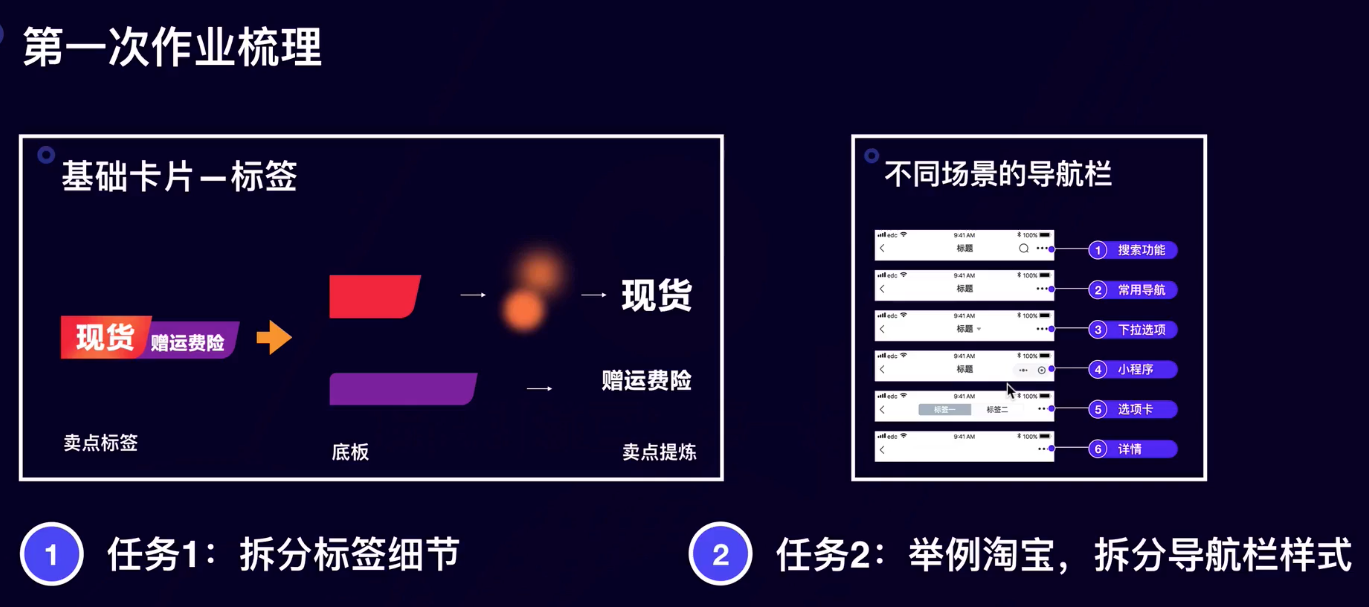 第一次作业梳理
基础卡片—标签
现货
赠运费险
现货
赠运费险
卖点标签
底板
卖点提炼
不同场景的导航栏
edc 9:41 AM 100%
标题
1 搜索功能
edc 9:41 AM 100%
标题
2 常用导航
edc 9:41 AM 100%
标题
3 下拉选项
edc 9:41 AM 100%
标题
4 小程序
edc 9:41 AM 100%
标签一 标签二
5 选项卡
edc 9:41 AM 100%
6 详情
1 任务1：拆分标签细节
2 任务2：举例淘宝，拆分导航栏样式